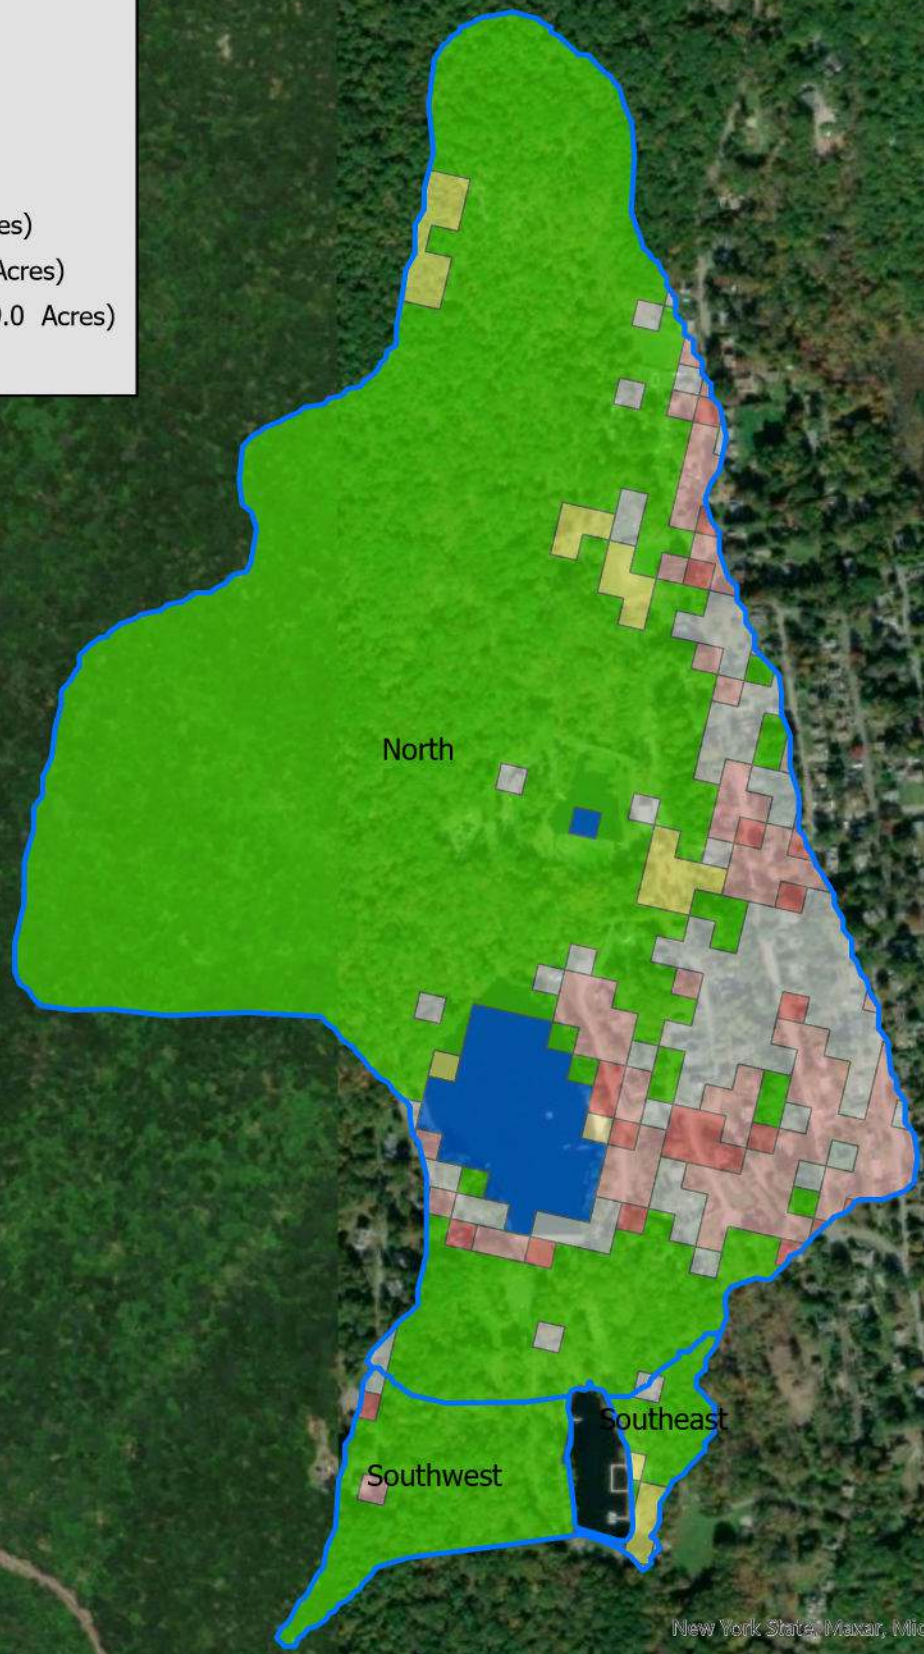 es)
Acres)
.0 Acres)
North
Southeast
Southwest
New York State, Maxar, Mic